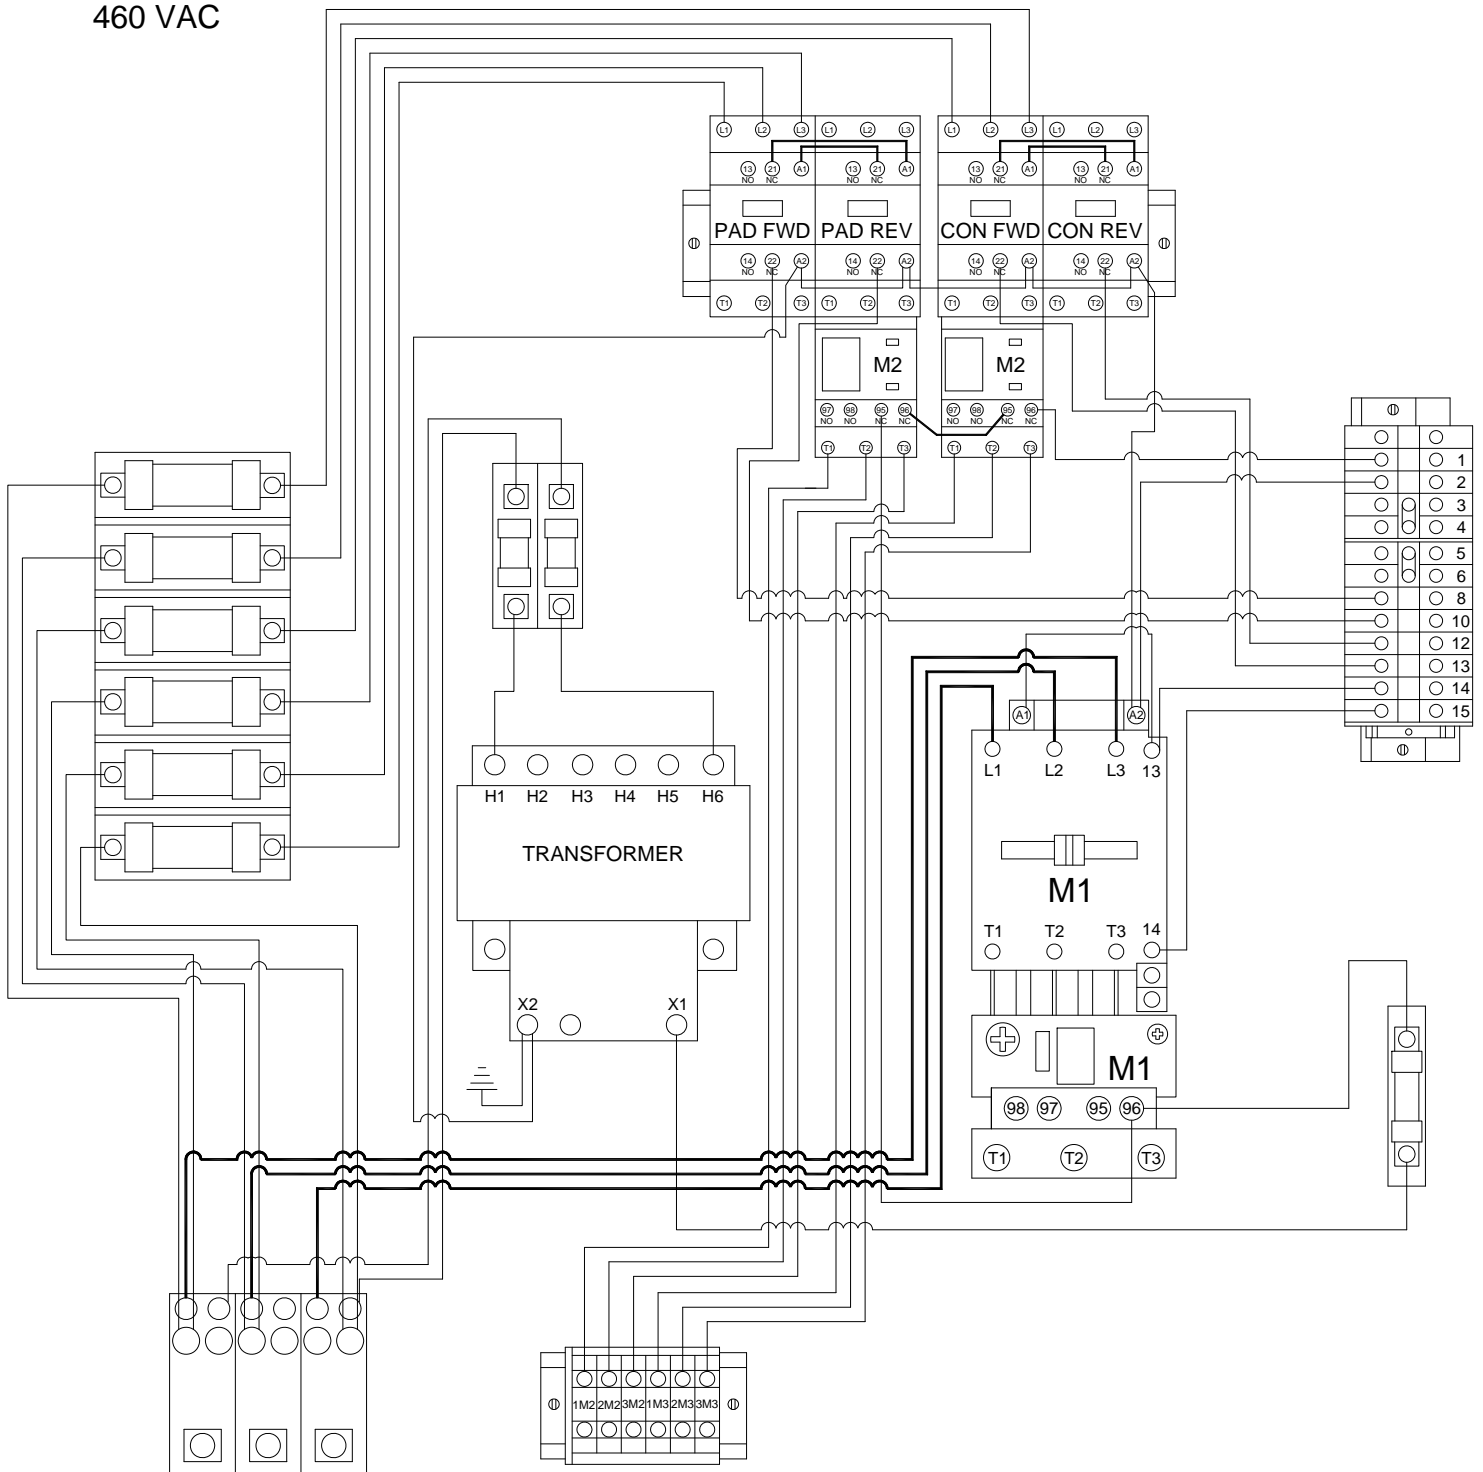 460 VAC
L1 L2 L3 L1 L2 L3 L1 L2 L3 L1 L2 L3
13 21 A1 13 21 A1 13 21 A1 13 21 A1
NO NC NO NC NO NC NO NC
PAD FWD PAD REV CON FWD CON REV
14 22 A2 14 22 A2 14 22 A2 14 22 A2
NO NC NO NC NO NC NO NC
T1 T2 T3 T1 T2 T3 T1 T2 T3 T1 T2 T3
M2 M2
97 98 95 96 97 98 95 96
NO NO NC NC NO NO NC NC
T1 T2 T3 T1 T2 T3
1
2
3
4
5
6
8
10
12
13
14
15
A1 A2
L1 L2 L3 13
H1 H2 H3 H4 H5 H6
TRANSFORMER
M1
T1 T2 T3 14
X2 X1
M1
98 97 95 96
T1 T2 T3
1M2 2M2 3M2 1M3 2M3 3M3